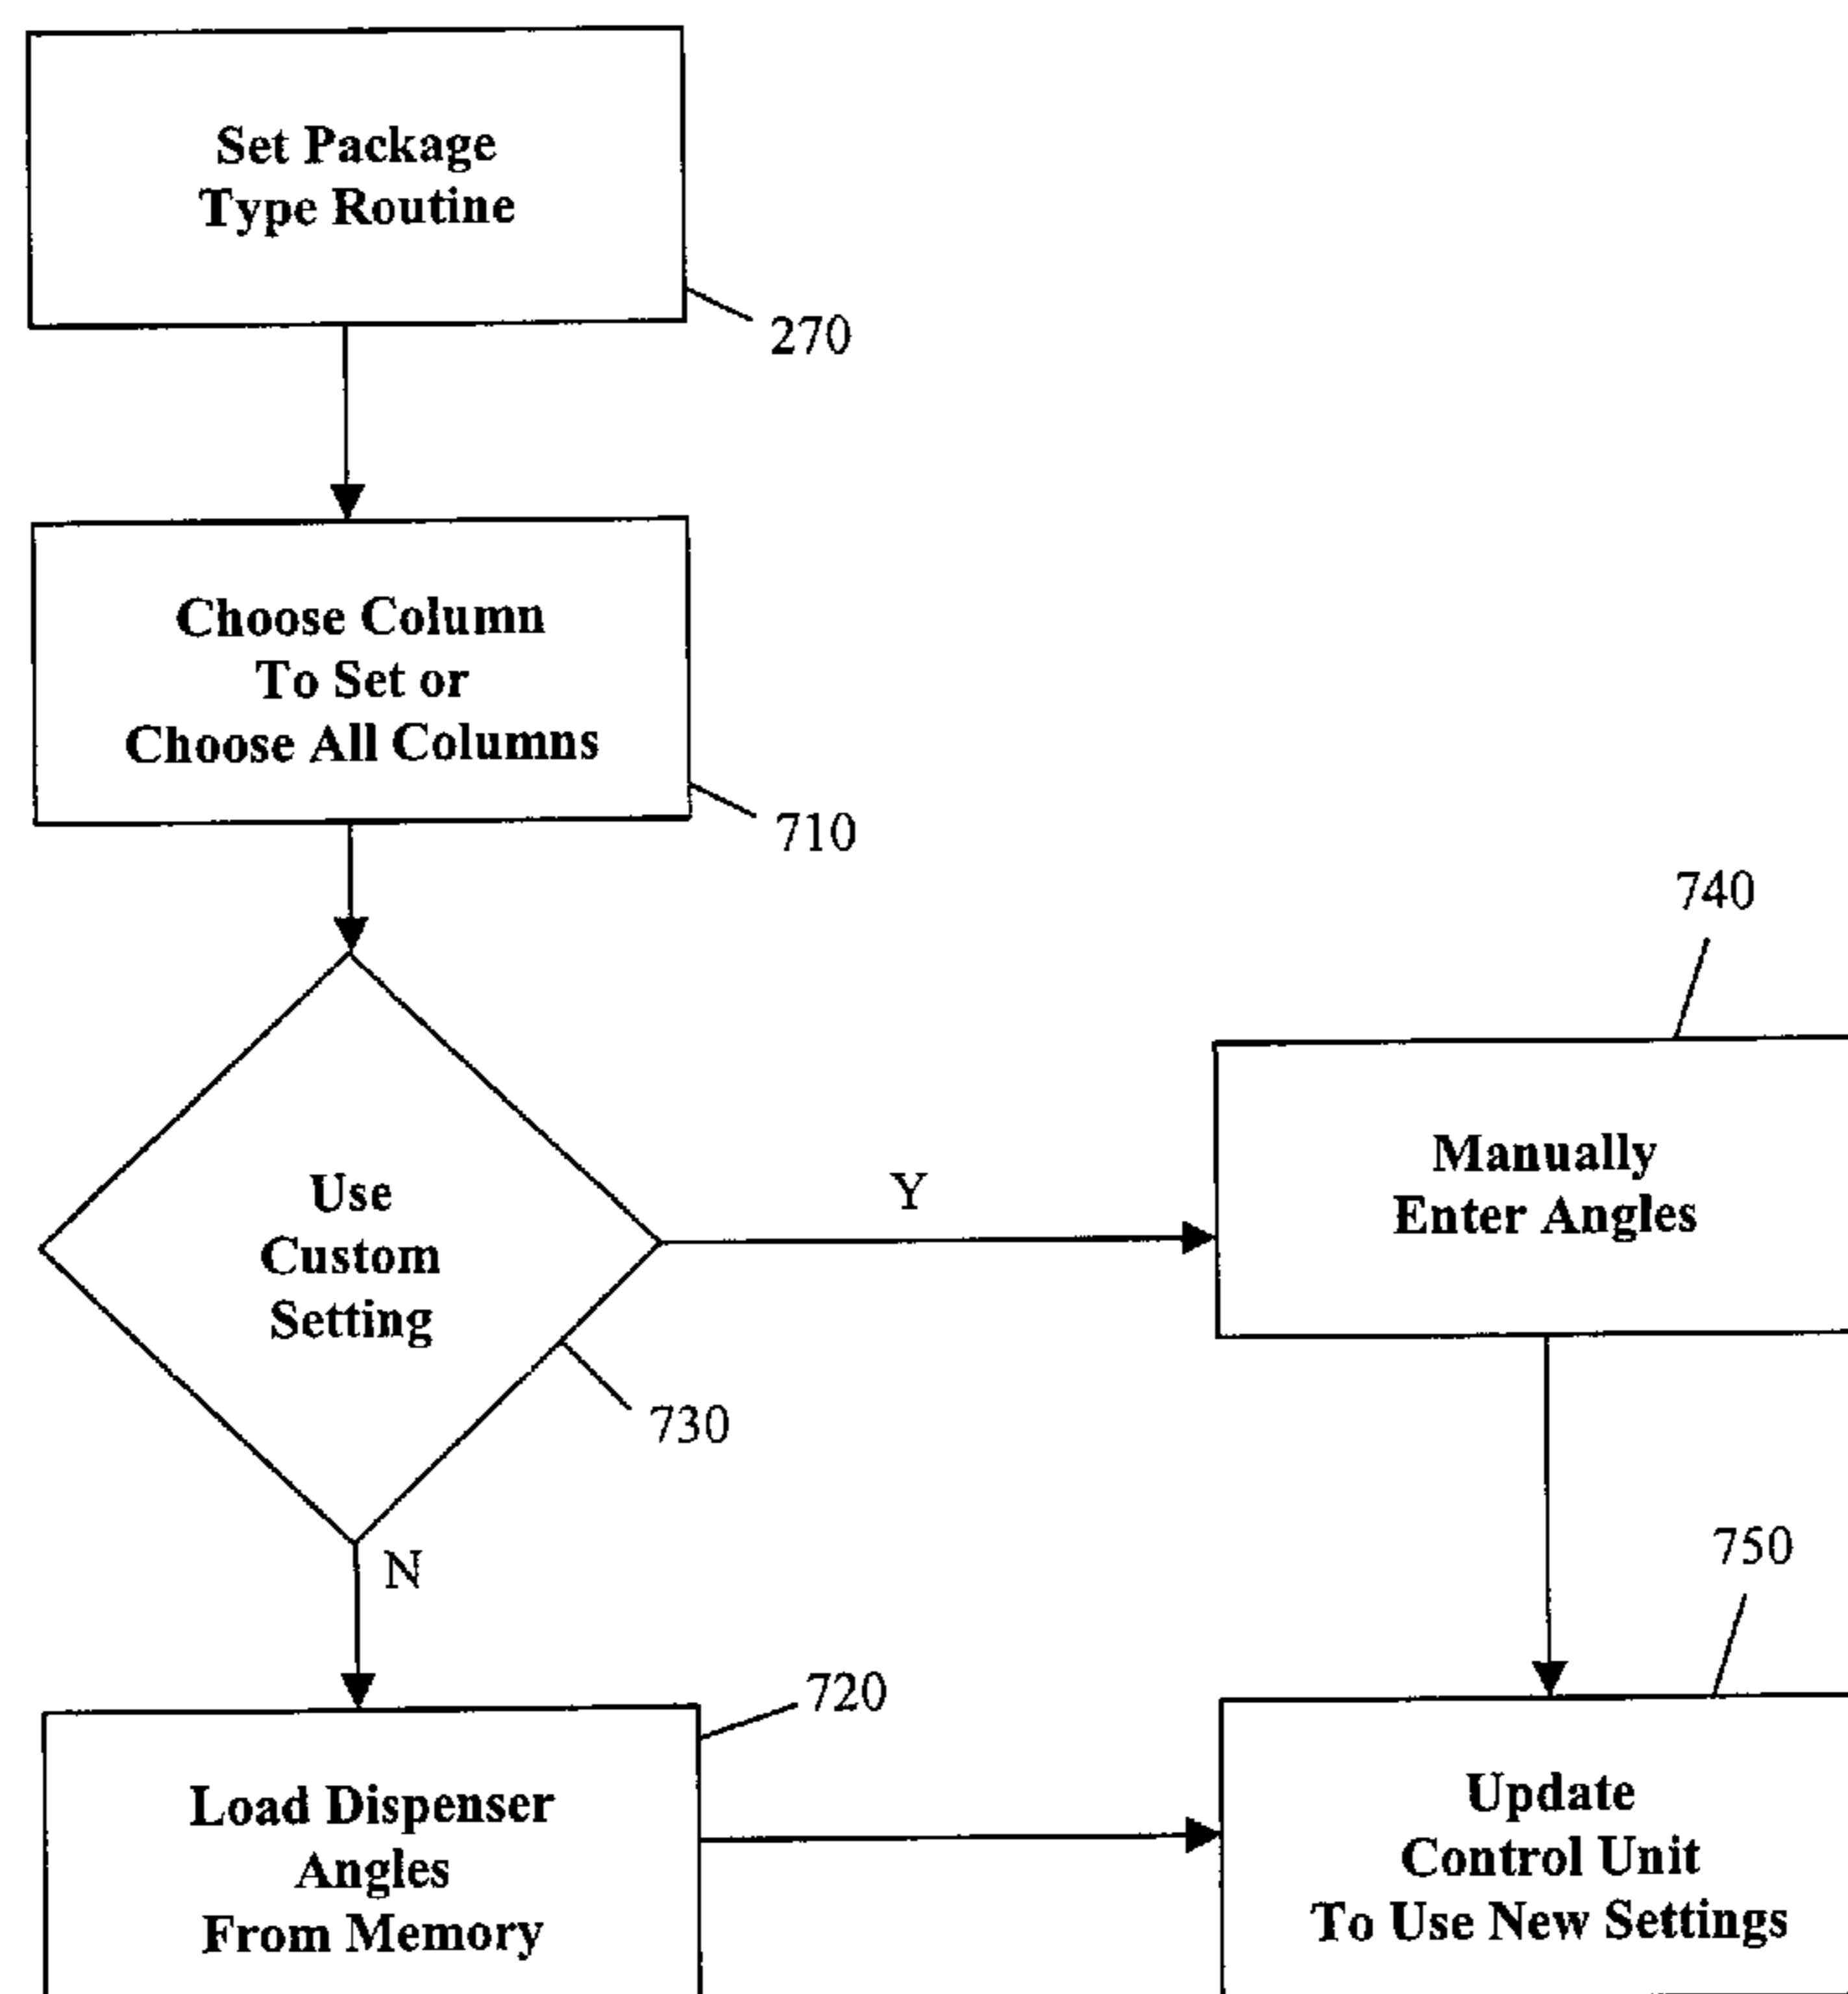 Set Package
Type Routine
270
Choose Column
To Set or
Choose All Columns
710
740
Manually
Enter Angles
Y
Use
Custom
Setting
730
N
750
720
Load Dispenser
Angles
From Memory
Update
Control Unit
To Use New Settings